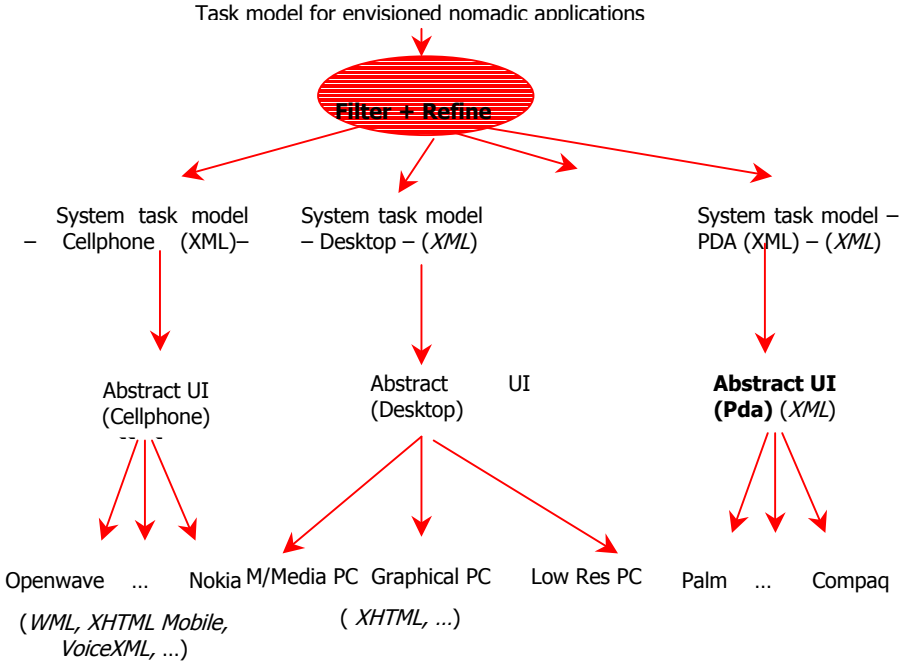 Task model for envisioned nomadic applications
Filter + Refine
System task model
– Cellphone (XML)–
System task model
– Desktop – (XML)
System task model –
PDA (XML) – (XML)
Abstract UI
(Cellphone)
Abstract UI
(Desktop)
Abstract UI
(Pda) (XML)
Openwave … Nokia
M/Media PC Graphical PC Low Res PC
Palm … Compaq
(WML, XHTML Mobile,
VoiceXML, …)
( XHTML, …)